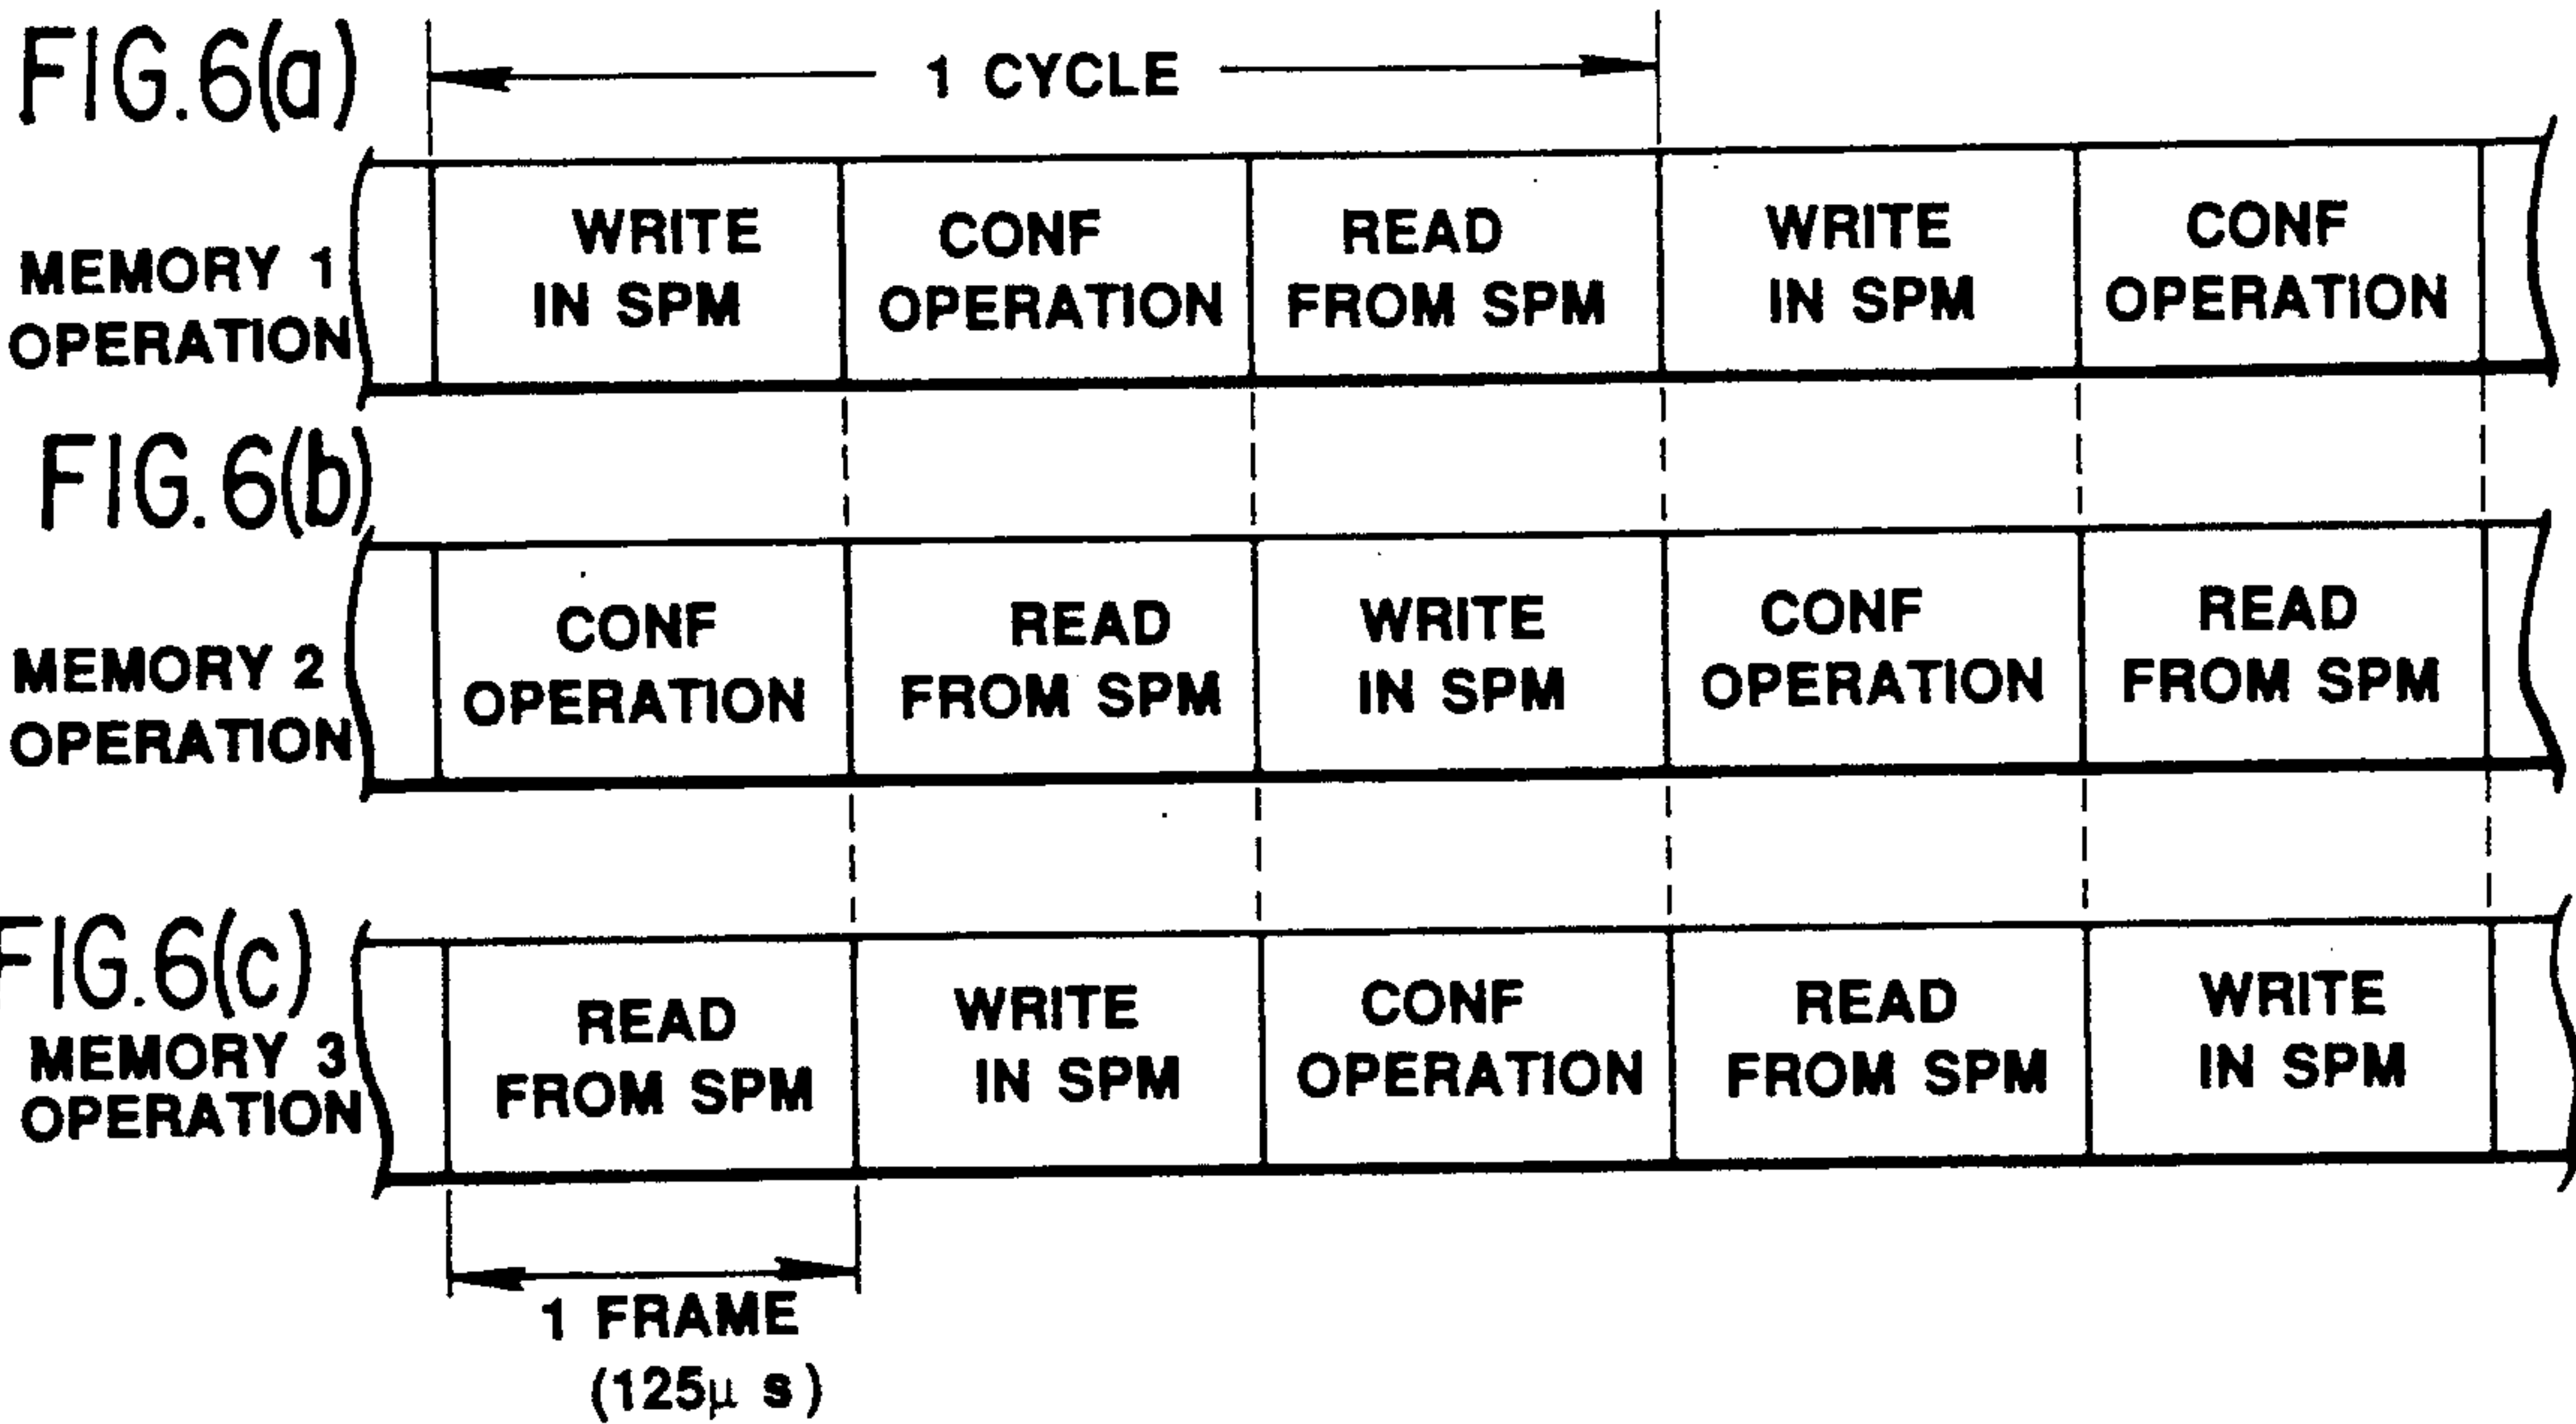 FIG.6(a)
1 CYCLE
MEMORY 1
OPERATION
WRITE
IN SPM
CONF
OPERATION
READ
FROM SPM
WRITE
IN SPM
CONF
OPERATION
FIG.6(b)
MEMORY 2
OPERATION
CONF
OPERATION
READ
FROM SPM
WRITE
IN SPM
CONF
OPERATION
READ
FROM SPM
FIG.6(c)
MEMORY 3
OPERATION
READ
FROM SPM
WRITE
IN SPM
CONF
OPERATION
READ
FROM SPM
WRITE
IN SPM
1 FRAME
(125μ s)